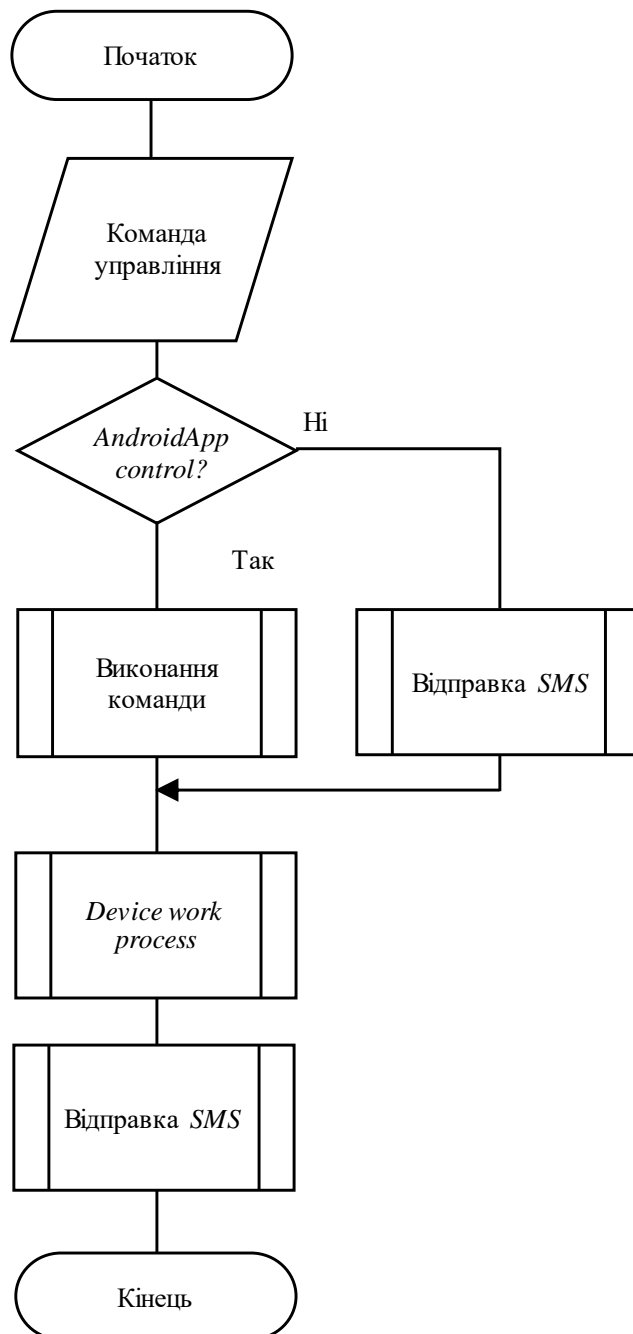 Початок
Команда
управління
AndroidApp
control?
Ні
Так
Виконання
команди
Відправка SMS
Device work
process
Відправка SMS
Кінець